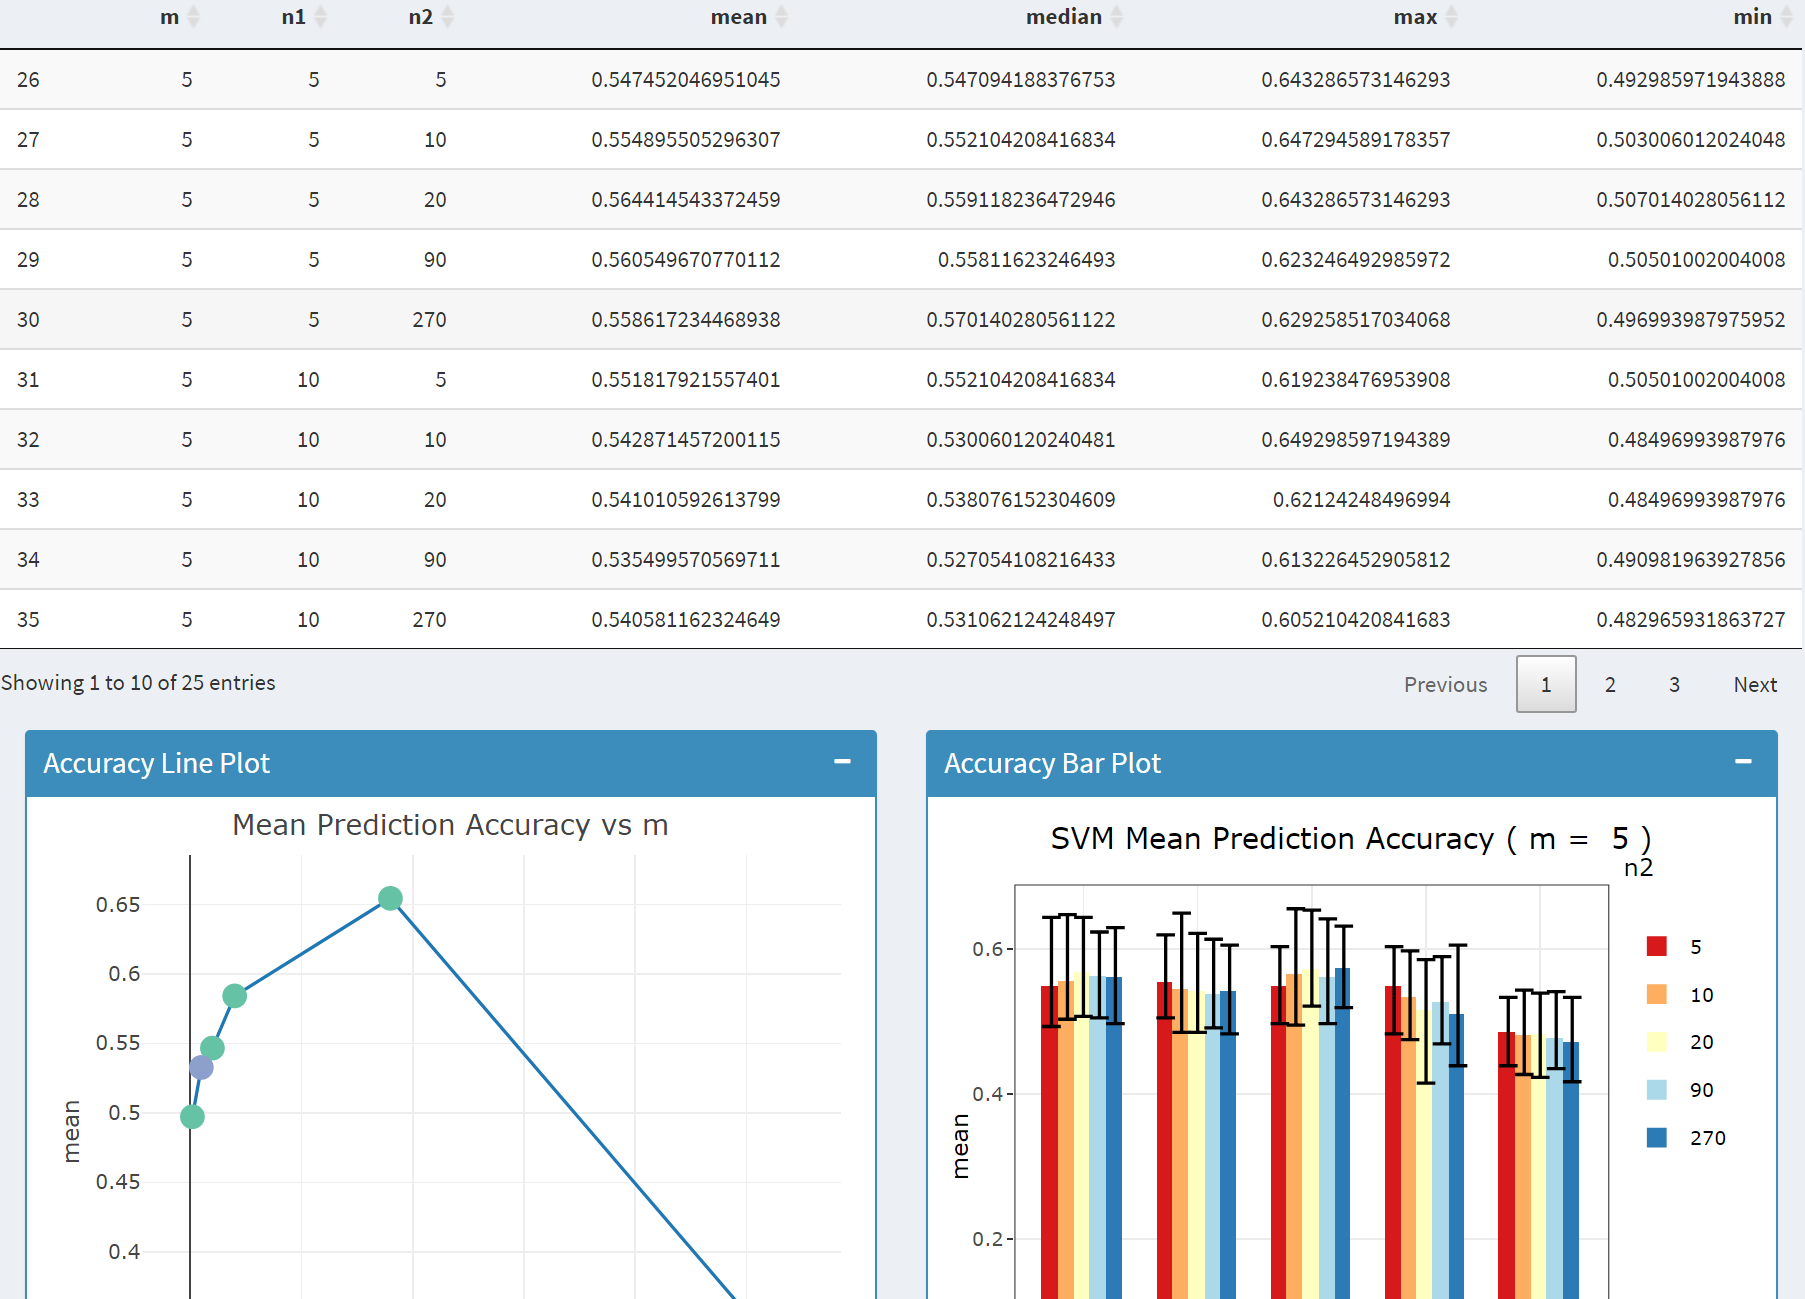 m n1 n2 mean median max min
26 5 5 5 0.547452046951045 0.547094188376753 0.643286573146293 0.492985971943888
27 5 5 10 0.554895505296307 0.552104208416834 0.647294589178357 0.503006012024048
28 5 5 20 0.564414543372459 0.559118236472946 0.643286573146293 0.507014028056112
29 5 5 90 0.560549670770112 0.55811623246493 0.623246492985972 0.50501002004008
30 5 5 270 0.558617234468938 0.570140280561122 0.629258517034068 0.496993987975952
31 5 10 5 0.551817921557401 0.552104208416834 0.619238476953908 0.50501002004008
32 5 10 10 0.542871457200115 0.530060120240481 0.649298597194389 0.48496993987976
33 5 10 20 0.541010592613799 0.538076152304609 0.62124248496994 0.48496993987976
34 5 10 90 0.535499570569711 0.527054108216433 0.613226452905812 0.490981963927856
35 5 10 270 0.540581162324649 0.531062124248497 0.605210420841683 0.482965931863727
Showing 1 to 10 of 25 entries
Previous 1 2 3 Next
Accuracy Line Plot
Mean Prediction Accuracy vs m
0.65
0.6
0.55
0.5
0.45
0.4
mean
Accuracy Bar Plot
SVM Mean Prediction Accuracy ( m = 5 )
n2
0.6
0.4
0.2
mean
5
10
20
90
270